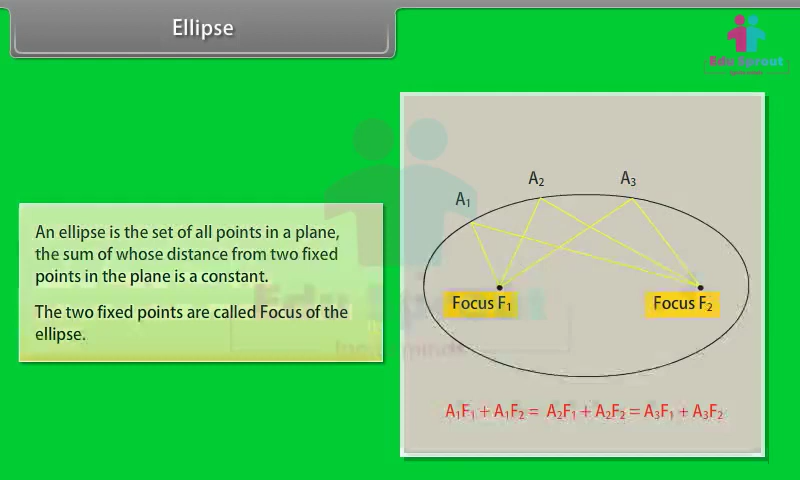 Ellipse
Edu Sprout
An ellipse is the set of all points in a plane,
the sum of whose distance from two fixed
points in the plane is a constant.
The two fixed points are called Focus of the
ellipse.
A₁
A₂
A₃
Focus F₁
Focus F₂
A₁F₁ + A₁F₂ = A₂F₁ + A₂F₂ = A₃F₁ + A₃F₂